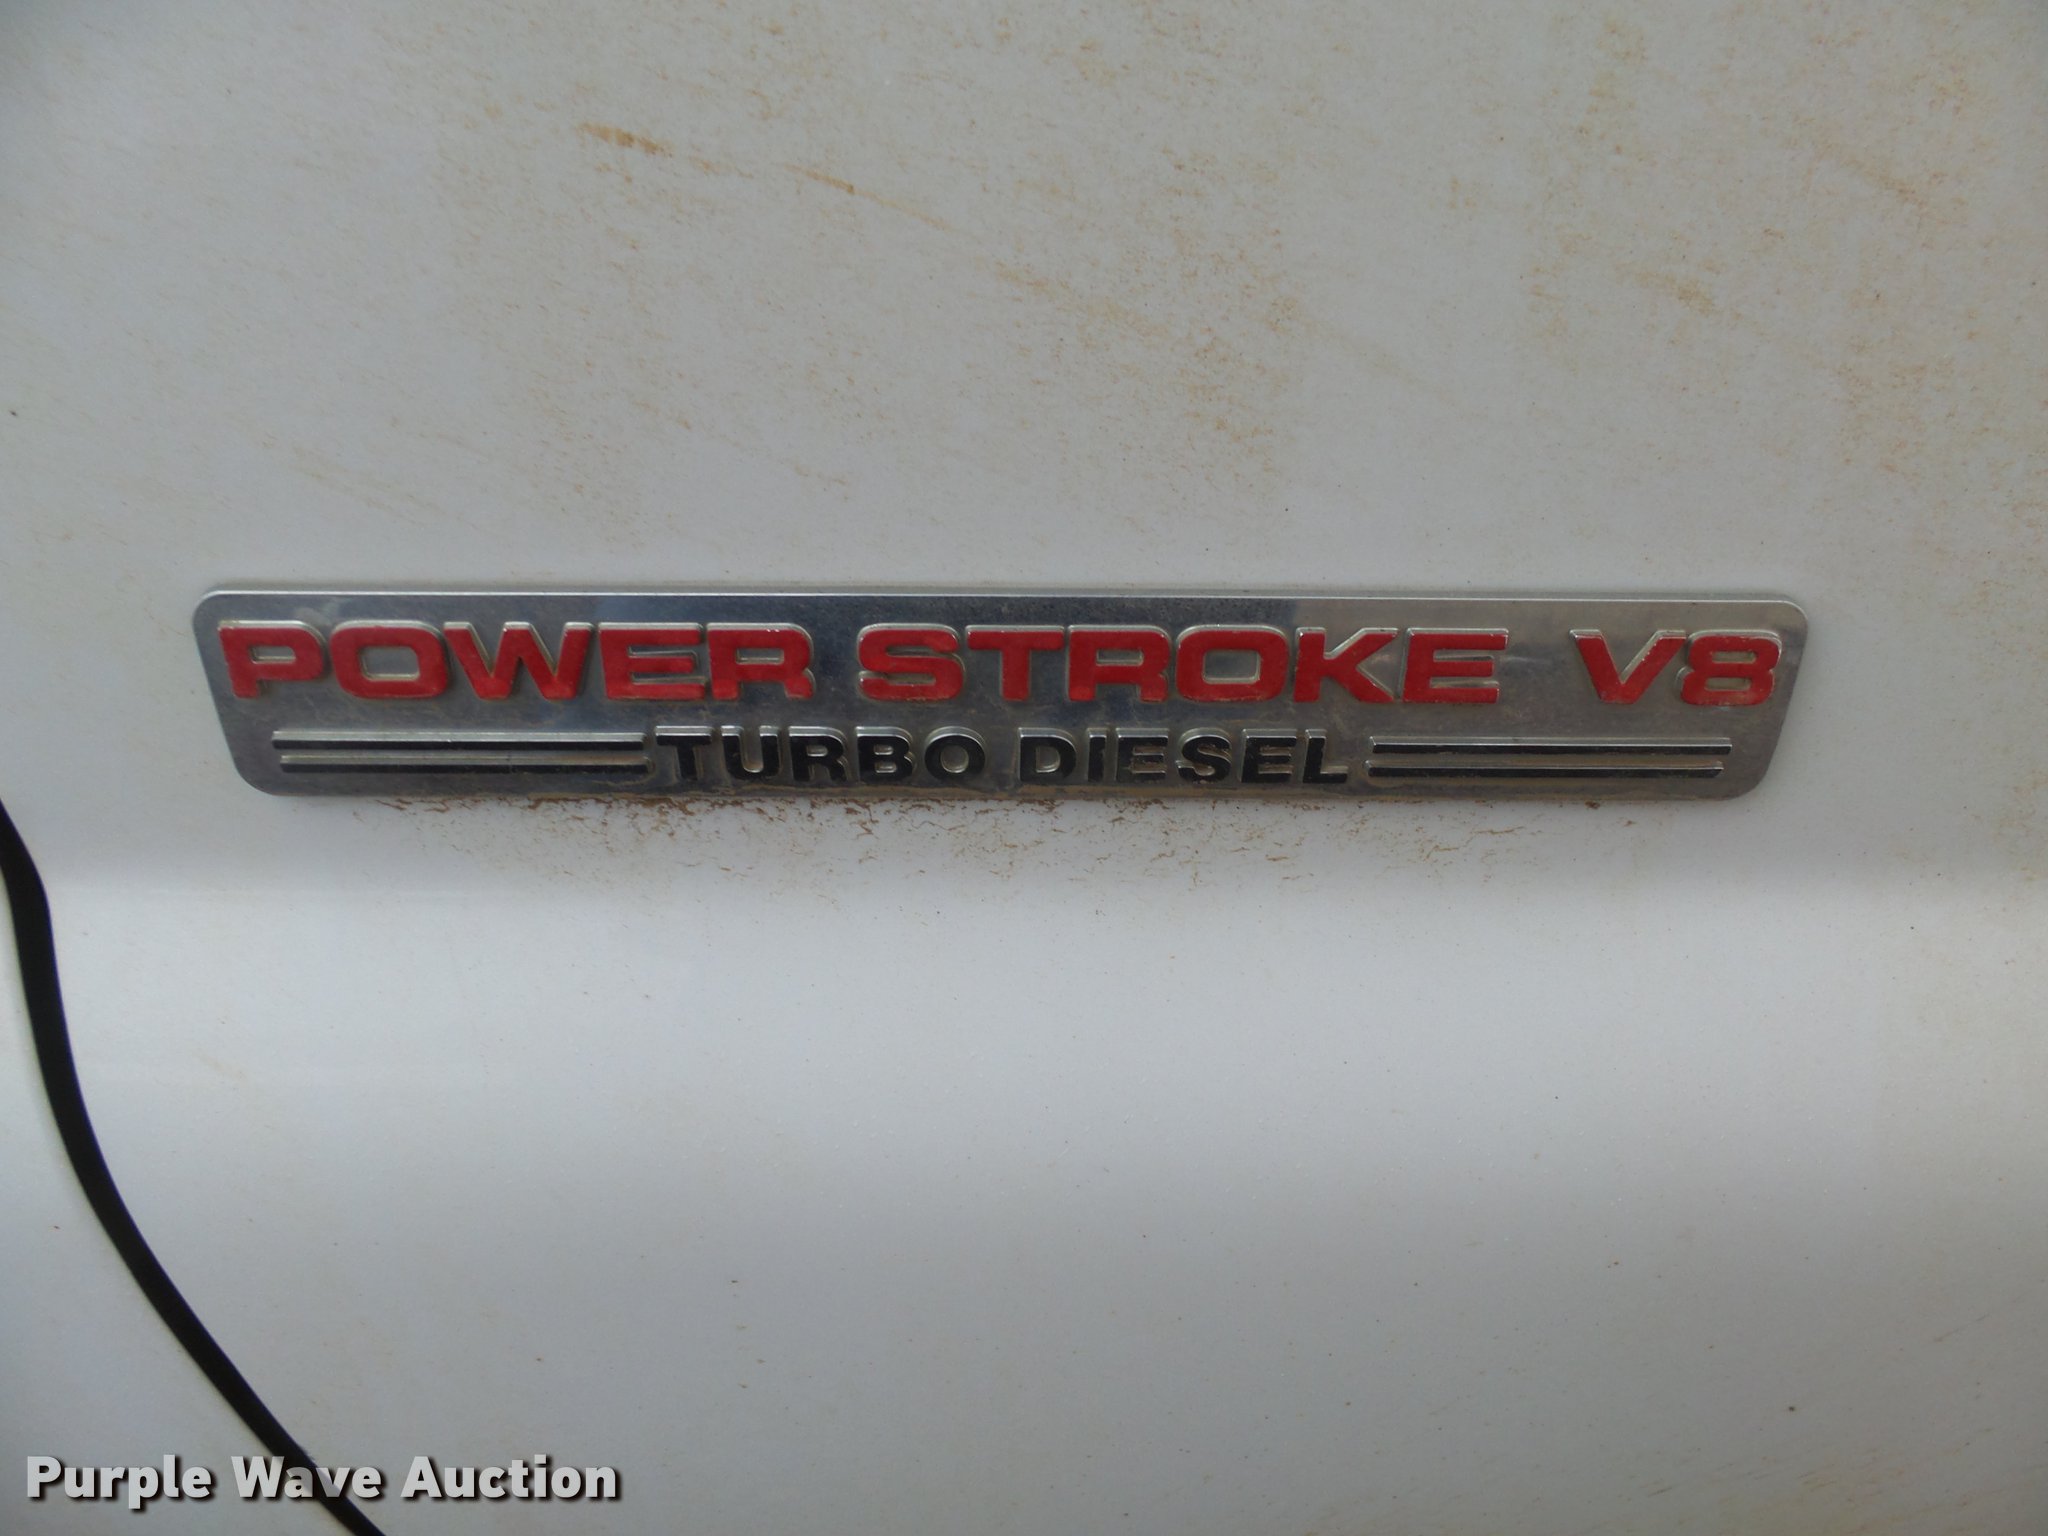 POWER STROKE V8
TURBO DIESEL
Purple Wave Auction